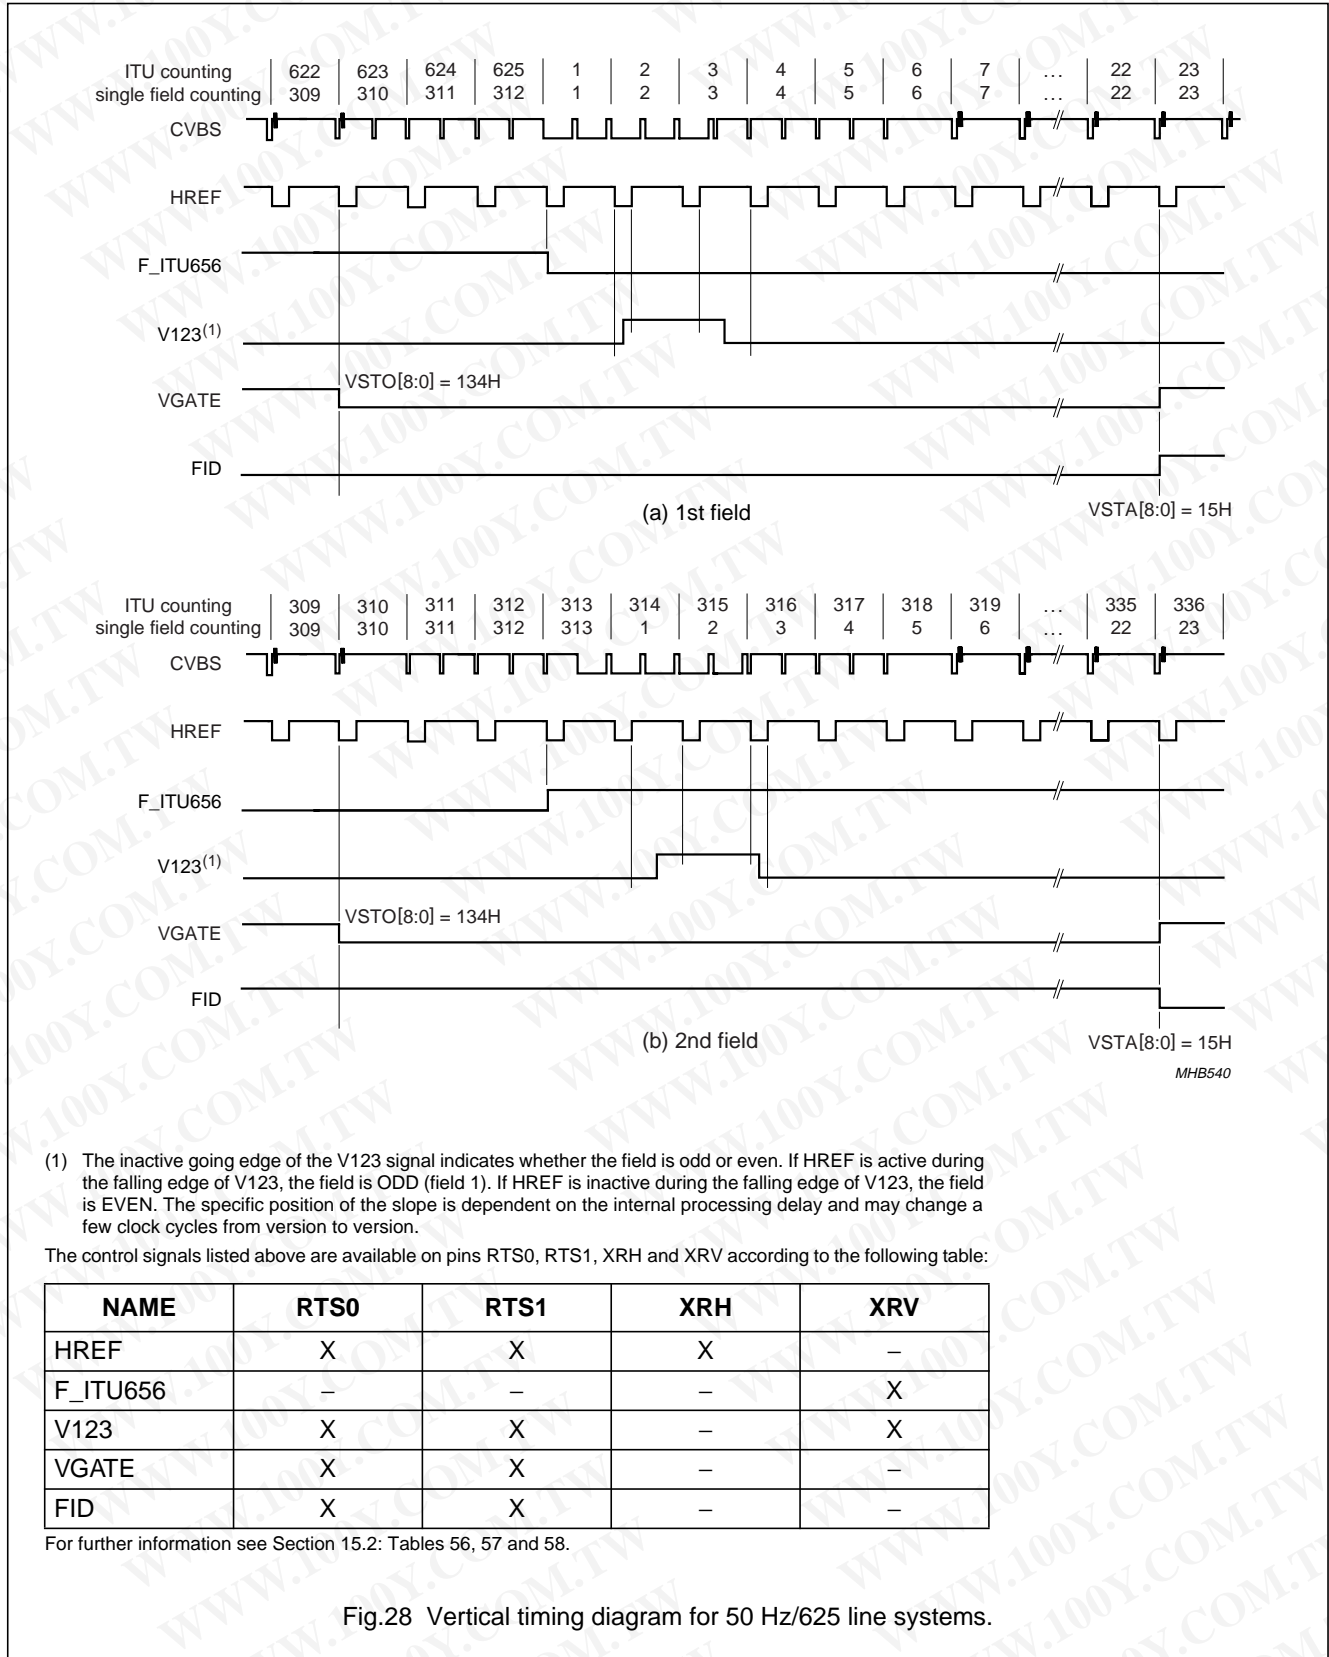 ITU counting 622 623 624 625 1 2 3 4 5 6 7 ... 22 23
single field counting 309 310 311 312 1 2 3 4 5 6 7 ... 22 23
CVBS
HREF
F_ITU656
V123(1)
VSTO[8:0] = 134H
VGATE
FID
(a) 1st field
VSTA[8:0] = 15H
ITU counting 309 310 311 312 313 314 315 316 317 318 319 ... 335 336
single field counting 309 310 311 312 313 1 2 3 4 5 6 ... 22 23
CVBS
HREF
F_ITU656
V123(1)
VSTO[8:0] = 134H
VGATE
FID
(b) 2nd field
VSTA[8:0] = 15H
MHB540
(1) The inactive going edge of the V123 signal indicates whether the field is odd or even. If HREF is active during
the falling edge of V123, the field is ODD (field 1). If HREF is inactive during the falling edge of V123, the field
is EVEN. The specific position of the slope is dependent on the internal processing delay and may change a
few clock cycles from version to version.
The control signals listed above are available on pins RTS0, RTS1, XRH and XRV according to the following table:
NAME RTS0 RTS1 XRH XRV
HREF X X X –
F_ITU656 – – – X
V123 X X – X
VGATE X X – –
FID X X – –
For further information see Section 15.2: Tables 56, 57 and 58.
Fig.28 Vertical timing diagram for 50 Hz/625 line systems.
WWW.100Y.COM.TW